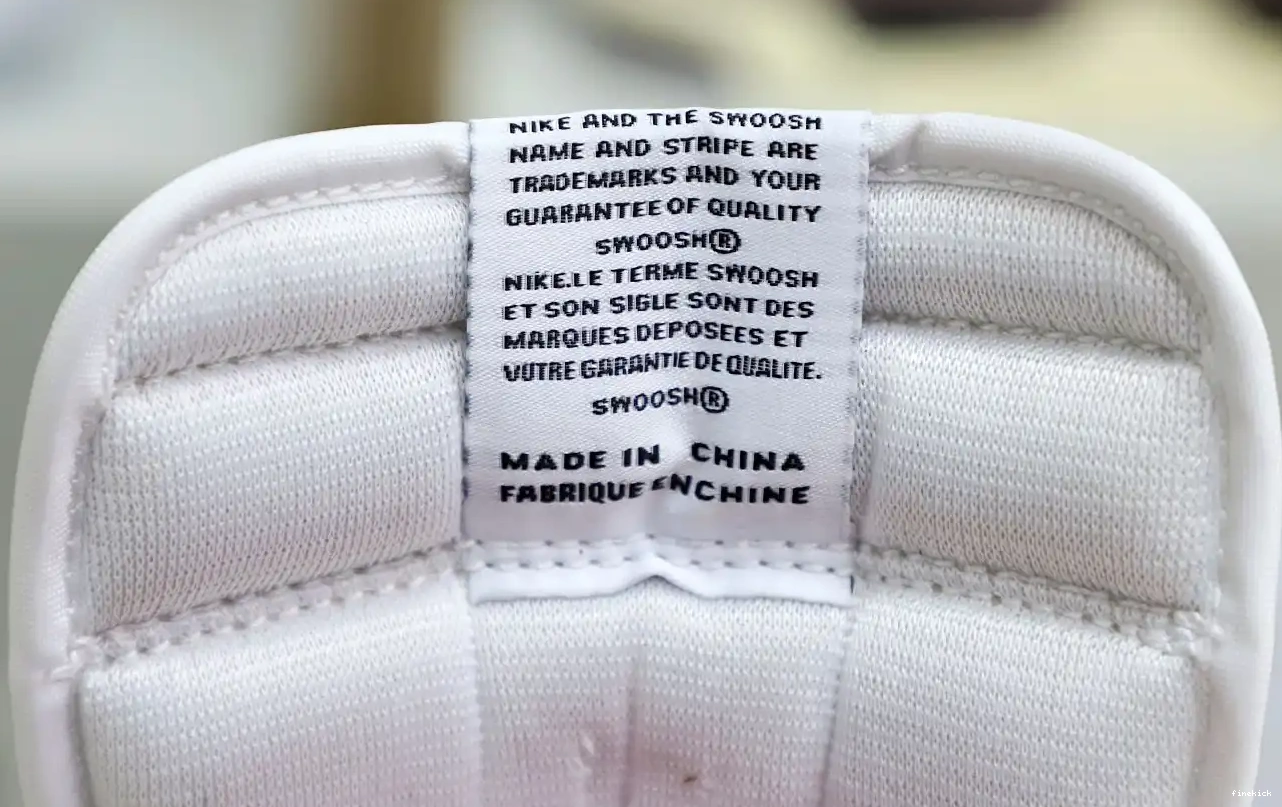 NIKE AND THE SWOOSH
NAME AND STRIPE ARE
TRADEMARKS AND YOUR
GUARANTEE OF QUALITY
SWOOSH®
NIKE.LE TERME SWOOSH
ET SON SIGLE SONT DES
MARQUES DEPOSEES ET
VOTRE GARANTIE DE QUALITE.
SWOOSH®
MADE IN CHINA
FABRIQUE EN CHINE
finekick